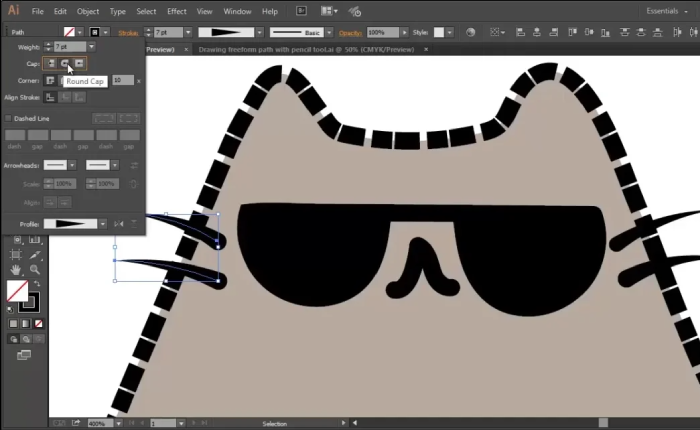 Ai File Edit Object Type Select Effect View Window Help Br Essentials
Path Stroke: 7 pt Basic Opacity: 100% Style:
Weight: 7 pt
Preview) × Drawing freeform path with pencil tool.ai @ 50% (CMYK/Preview) ×
Cap:
Round Cap
Corner: 10 x
Align Stroke:
Dashed Line
dash gap dash gap dash gap
Arrowheads:
Scale: 100% 100%
Align:
Profile:
400% 1 Selection